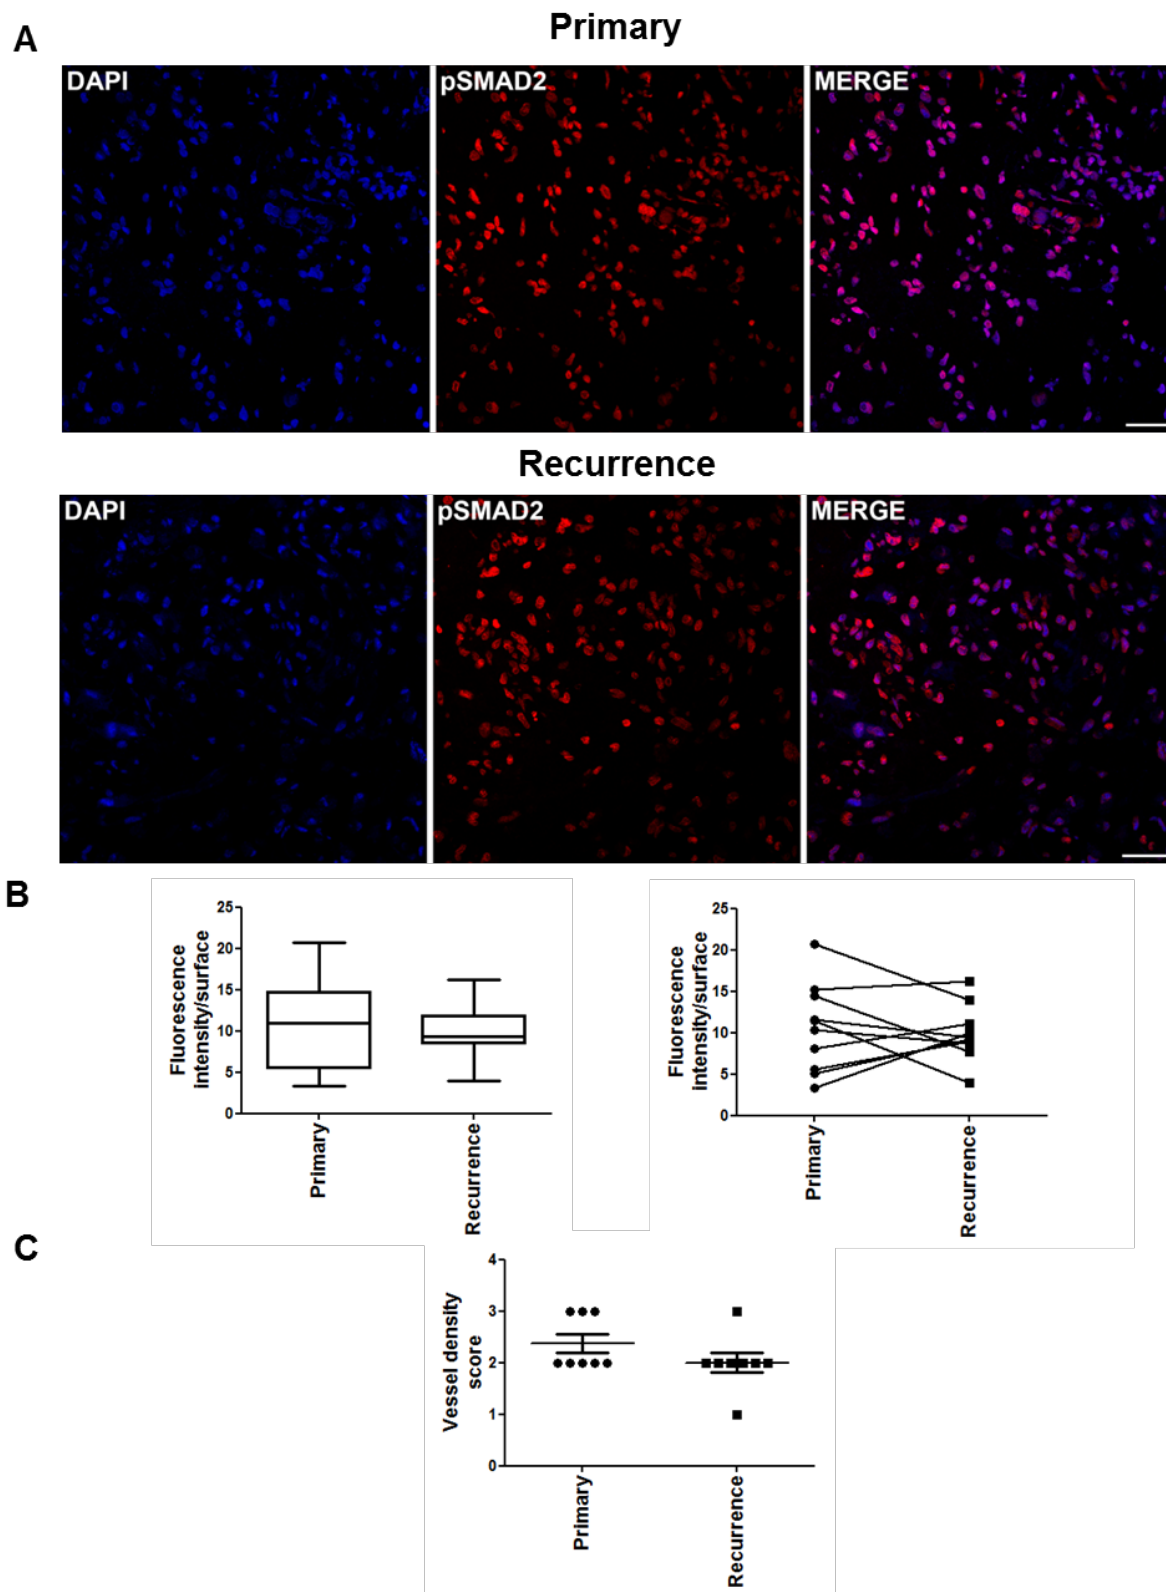 A
Primary
DAPI
pSMAD2
MERGE
Recurrence
DAPI
pSMAD2
MERGE
B
Fluorescence
intensity/surface
25
20
15
10
5
0
Primary
Recurrence
Fluorescence
intensity/surface
25
20
15
10
5
0
Primary
Recurrence
C
Vessel density
score
4
3
2
1
0
Primary
Recurrence